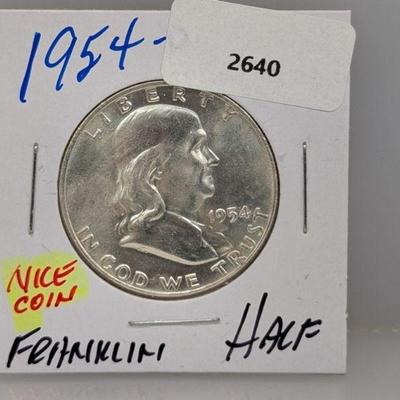 1954-
2640
LIBERTY
1954
IN GOD WE TRUST
NICE
COIN
FRANKLIN HALF